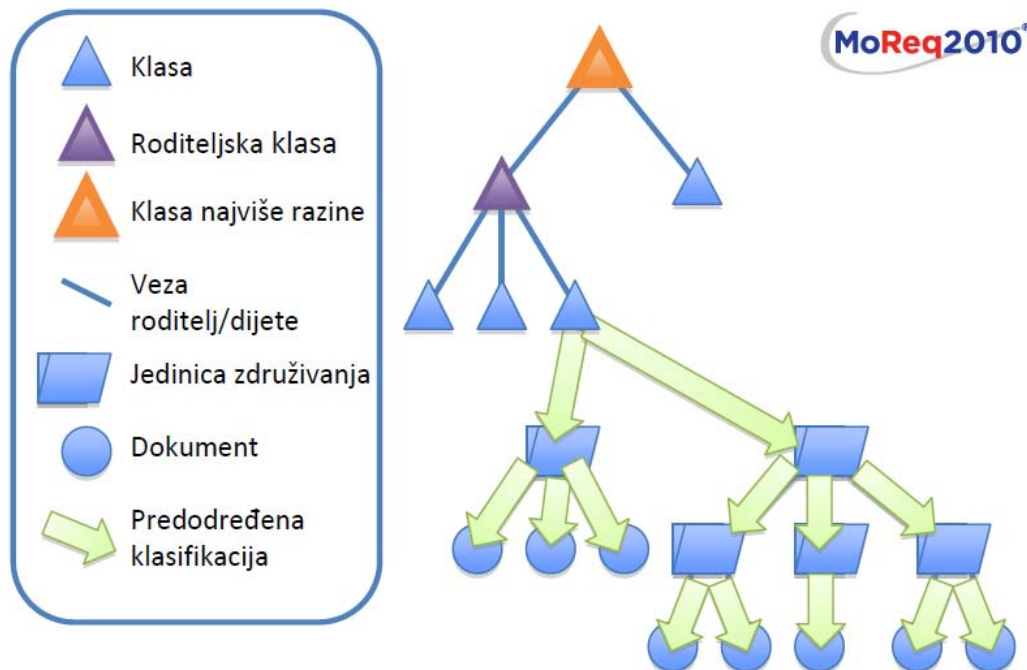 MoReq2010®
Klasa
Roditeljska klasa
Klasa najviše razine
Veza
roditelj/dijete
Jedinica združivanja
Dokument
Predodređena
klasifikacija